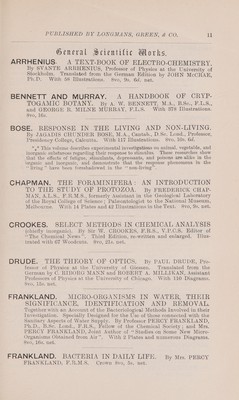 PUBLISHED BY LONGMANS, GREEN, & CO. 11
General Scientific Works.
ARRHENIUS. A TEXT-BOOK OF ELECTRO-CHEMISTRY.
By SVANTE ARRHENIUS, Professor of Physics at the University of
Stockholm. Translated from the German Edition by JOHN McCRAE,
Ph.D. With 58 Illustrations. 8vo, 9s. 6d. net.
BENNETT AND MURRAY. A HANDBOOK OF CRYP-
TOGAMIC BOTANY. By A. W. BENNETT, M.A., B.Sc., F.L.S.,
and GEORGE R. MILNE MURRAY, F.L.S. With 378 Illustrations.
8vo, 16s.
BOSE. RESPONSE IN THE LIVING AND NON-LIVING.
By JAGADIS CHUNDER BOSE, M.A. Cantab., D.Sc. Lond., Professor,
Presidency College, Calcutta. With 117 Illustrations. 8vo, 10s. 6d.
*** This volume describes experimental investigations on animal, vegetable, and
inorganic substances regarding their response to stimulus. These researches show
that the effects of fatigue, stimulants, depressants, and poisons are alike in the
organic and inorganic, and demonstrate that the response phenomena in the
"living" have been foreshadowed in the "non-living".
CHAPMAN. THE FORAMINIFERA: AN INTRODUCTION
TO THE STUDY OF PROTOZOA. By FREDERICK CHAP-
MAN, A.L.S., F.R.M.S., formerly Assistant in the Geological Laboratory
of the Royal College of Science; Palæontologist to the National Museum,
Melbourne. With 14 Plates and 42 Illustrations in the Text. 8vo, 9s. net.
CROOKES. SELECT METHODS IN CHEMICAL ANALYSIS
(chiefly inorganic). By Sir W. CROOKES, F.R.S., V.P.C.S., Editor of
"The Chemical News". Third Edition, re-written and enlarged. Illus-
trated with 67 Woodcuts. 8vo, 21s. net.
DRUDE. THE THEORY OF OPTICS. By PAUL DRUDE, Pro-
fessor of Physics at the University of Giessen. Translated from the
German by C. RIBORG MANN and ROBERT A. MILLIKAN, Assistant
Professors of Physics at the University of Chicago. With 110 Diagrams.
8vo, 15s. net.
FRANKLAND. MICRO-ORGANISMS IN WATER, THEIR
SIGNIFICANCE, IDENTIFICATION AND REMOVAL.
Together with an Account of the Bacteriological Methods Involved in their
Investigation. Specially Designed for the Use of those connected with the
Sanitary Aspects of Water Supply. By Professor PERCY FRANKLAND,
Ph.D., B.Sc. Lond., F.R.S., Fellow of the Chemical Society; and Mrs.
PERCY FRANKLAND, Joint Author of "Studies on Some New Micro-
Organisms Obtained from Air". With 2 Plates and numerous Diagrams.
8vo, 16s. net.
FRANKLAND. BACTERIA IN DAILY LIFE. By Mrs. PERCY
FRANKLAND, F.R.M.S. Crown 8vo, 5s. net.